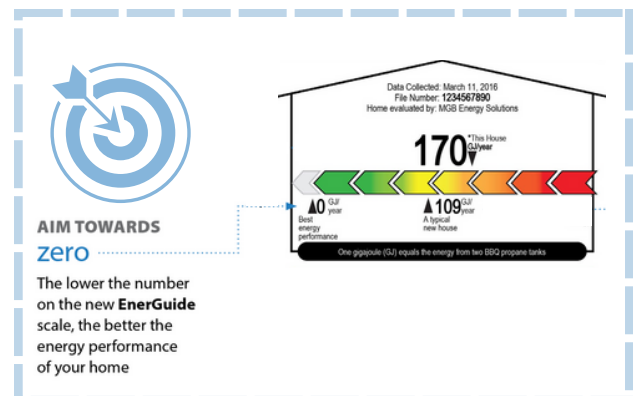 AIM TOWARDS
zero
The lower the number
on the new EnerGuide
scale, the better the
energy performance
of your home
Data Collected: March 11, 2016
File Number: 1234567890
Home evaluated by: MGB Energy Solutions
170 *This House
GJ/year
0 GJ/
year
Best
energy
performance
109 GJ/
year
A typical
new house
One gigajoule (GJ) equals the energy from two BBQ propane tanks